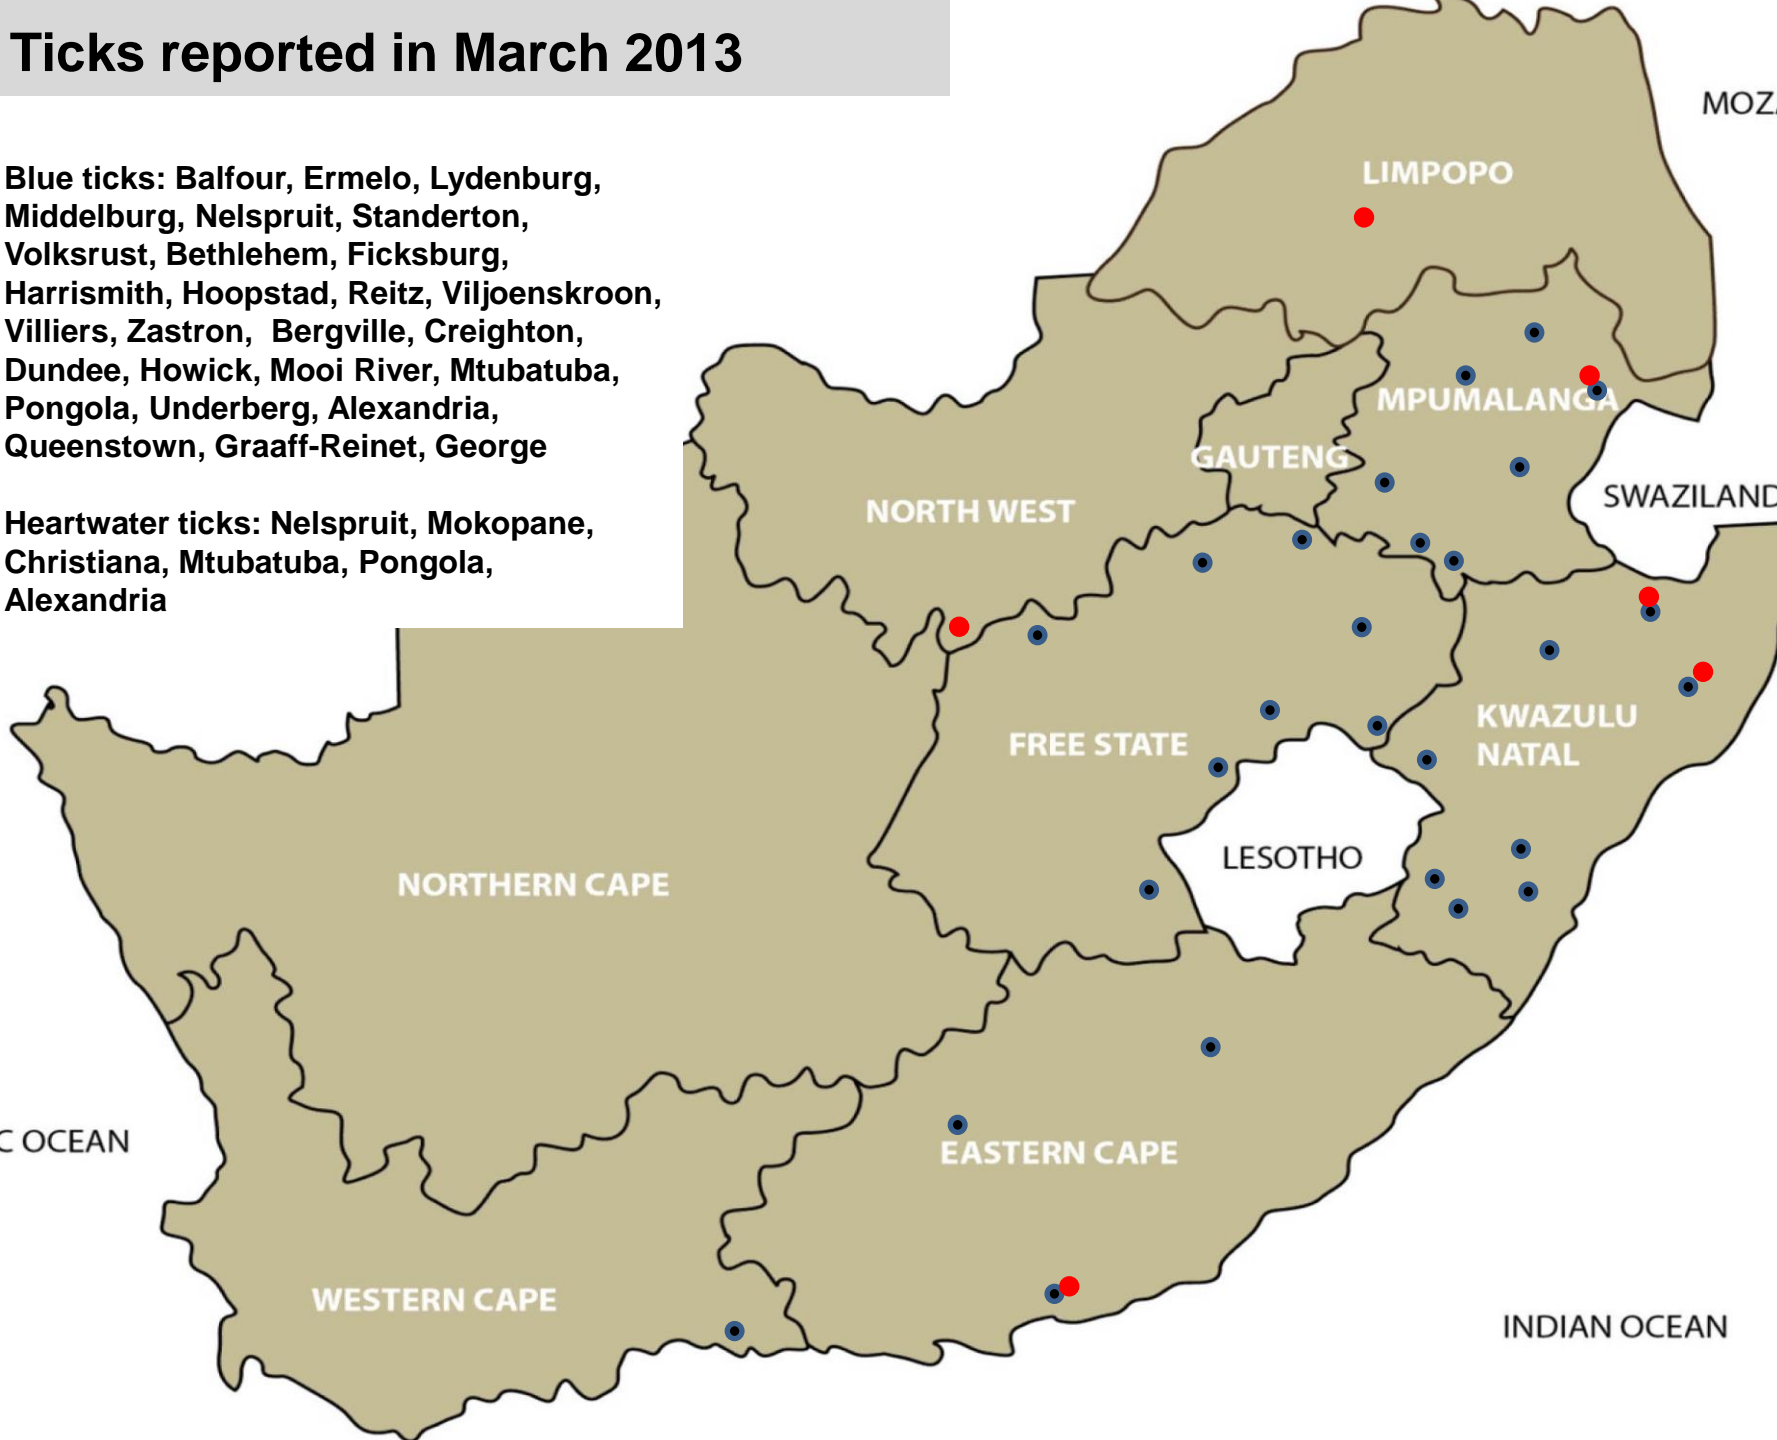 Ticks reported in March 2013
Blue ticks: Balfour, Ermelo, Lydenburg,
Middelburg, Nelspruit, Standerton,
Volksrust, Bethlehem, Ficksburg,
Harrismith, Hoopstad, Reitz, Viljoenskroon,
Villiers, Zastron, Bergville, Creighton,
Dundee, Howick, Mooi River, Mtubatuba,
Pongola, Underberg, Alexandria,
Queenstown, Graaff-Reinet, George
Heartwater ticks: Nelspruit, Mokopane,
Christiana, Mtubatuba, Pongola,
Alexandria
MOZ
LIMPOPO
MPUMALANGA
GAUTENG
SWAZILAND
NORTH WEST
KWAZULU
NATAL
FREE STATE
LESOTHO
NORTHERN CAPE
C OCEAN
EASTERN CAPE
WESTERN CAPE
INDIAN OCEAN